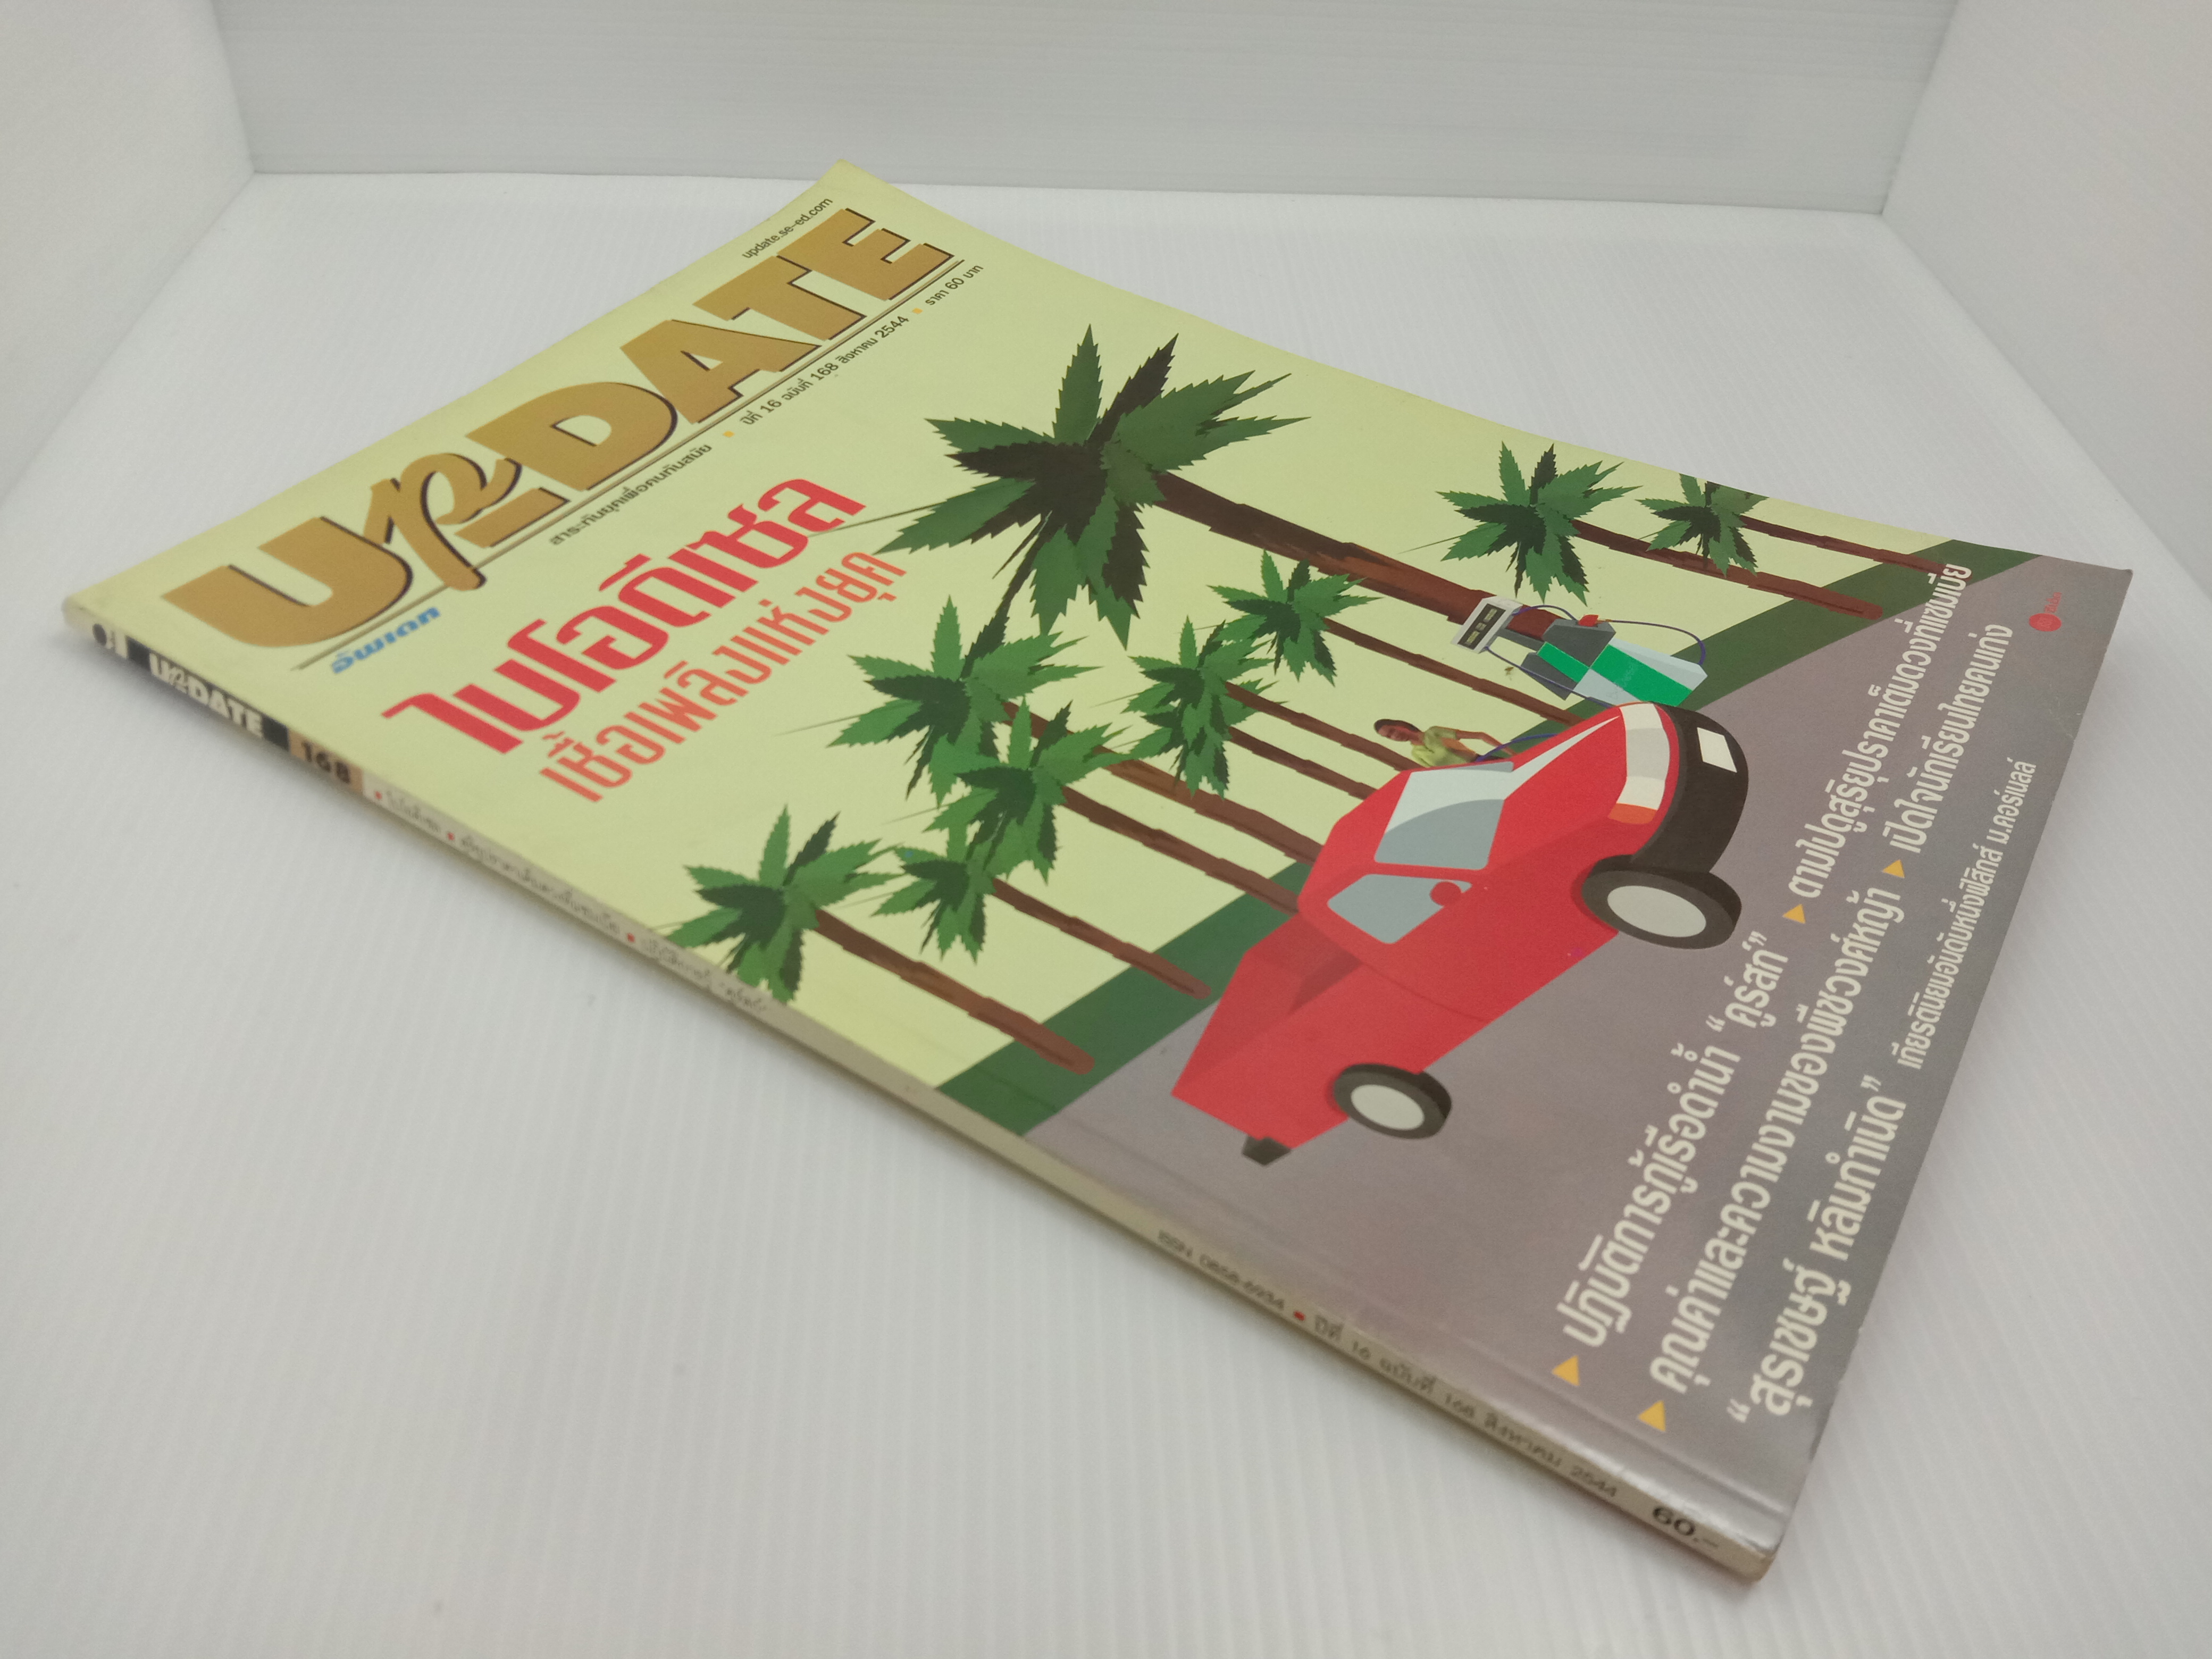 update.se-ed.com
UpDATE
อัพเดท
สาระทันยุคเพื่อคนทันสมัย ปีที่ 16 ฉบับที่ 168 สิงหาคม 2544 ราคา 60 บาท
ไบโอดีเซล
เชื้อเพลิงแห่งยุค
ปฏิบัติการกู้เรือดำน้ำ “คูร์สก์” ตามไปดูสุริยุปราคาเต็มดวงที่แซมเบีย
คุณค่าและความงามของพืชวงศ์หญ้า เปิดใจนักเรียนไทยคนเก่ง
“สุรเชษฐ์ หลิมกำเนิด” เกียรตินิยมอันดับหนึ่งฟิสิกส์ ม.คอร์เนลล์
UpDATE 168
ISSN 0858-6934 ปีที่ 16 ฉบับที่ 168 สิงหาคม 2544 60.-